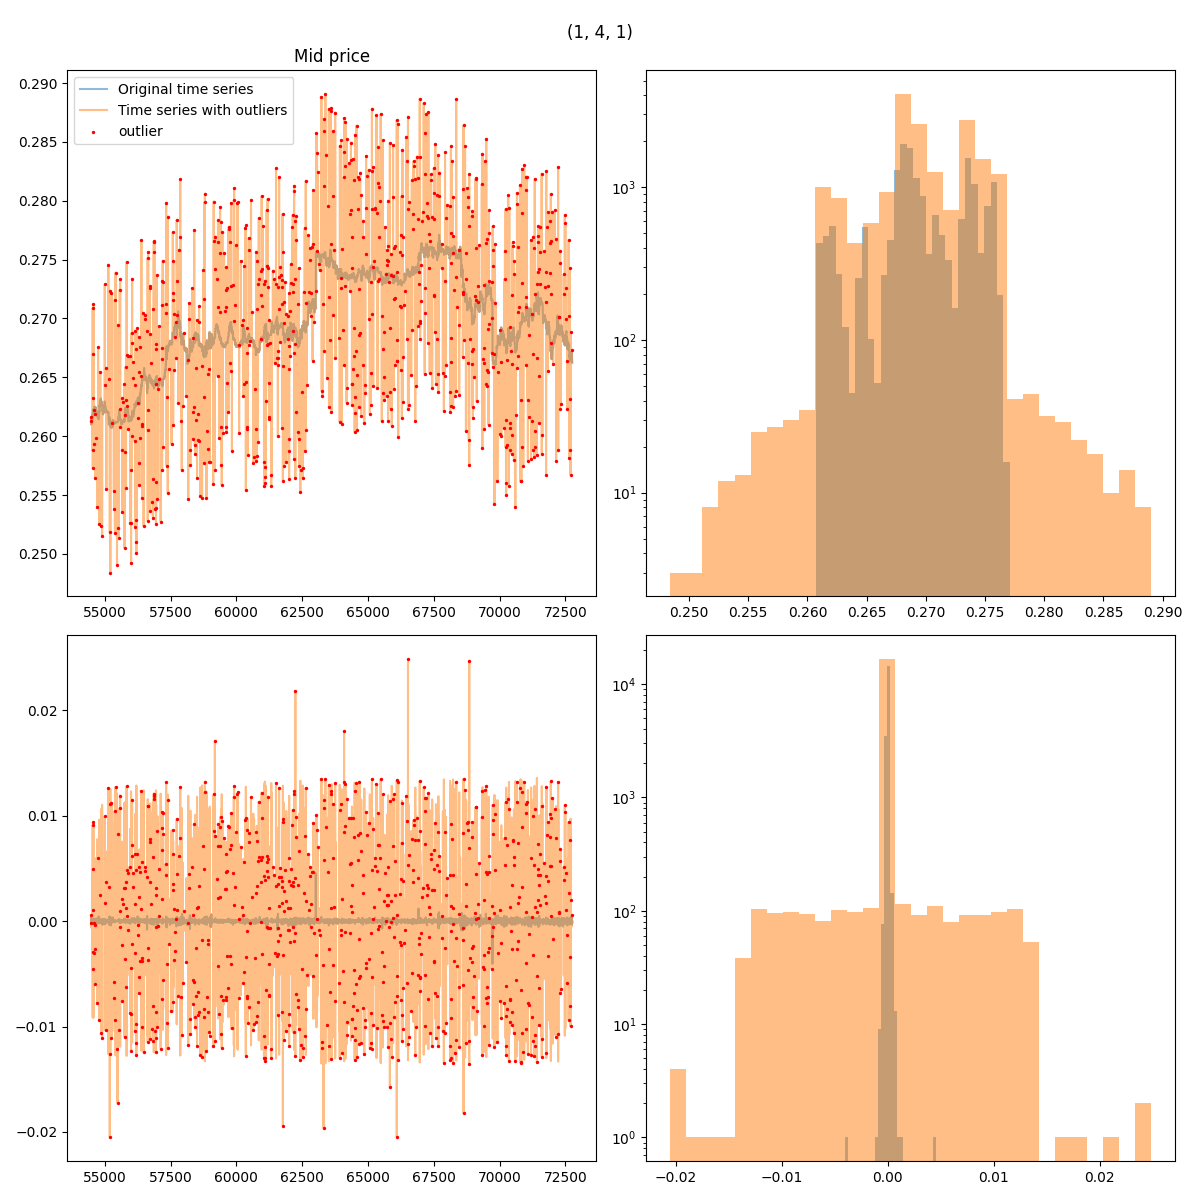 (1, 4, 1)
Mid price
Original time series
Time series with outliers
outlier
0.290
0.285
0.280
0.275
0.270
0.265
0.260
0.255
0.250
55000 57500 60000 62500 65000 67500 70000 72500
10³
10²
10¹
0.250 0.255 0.260 0.265 0.270 0.275 0.280 0.285 0.290
0.02
0.01
0.00
−0.01
−0.02
55000 57500 60000 62500 65000 67500 70000 72500
10⁴
10³
10²
10¹
10⁰
−0.02 −0.01 0.00 0.01 0.02